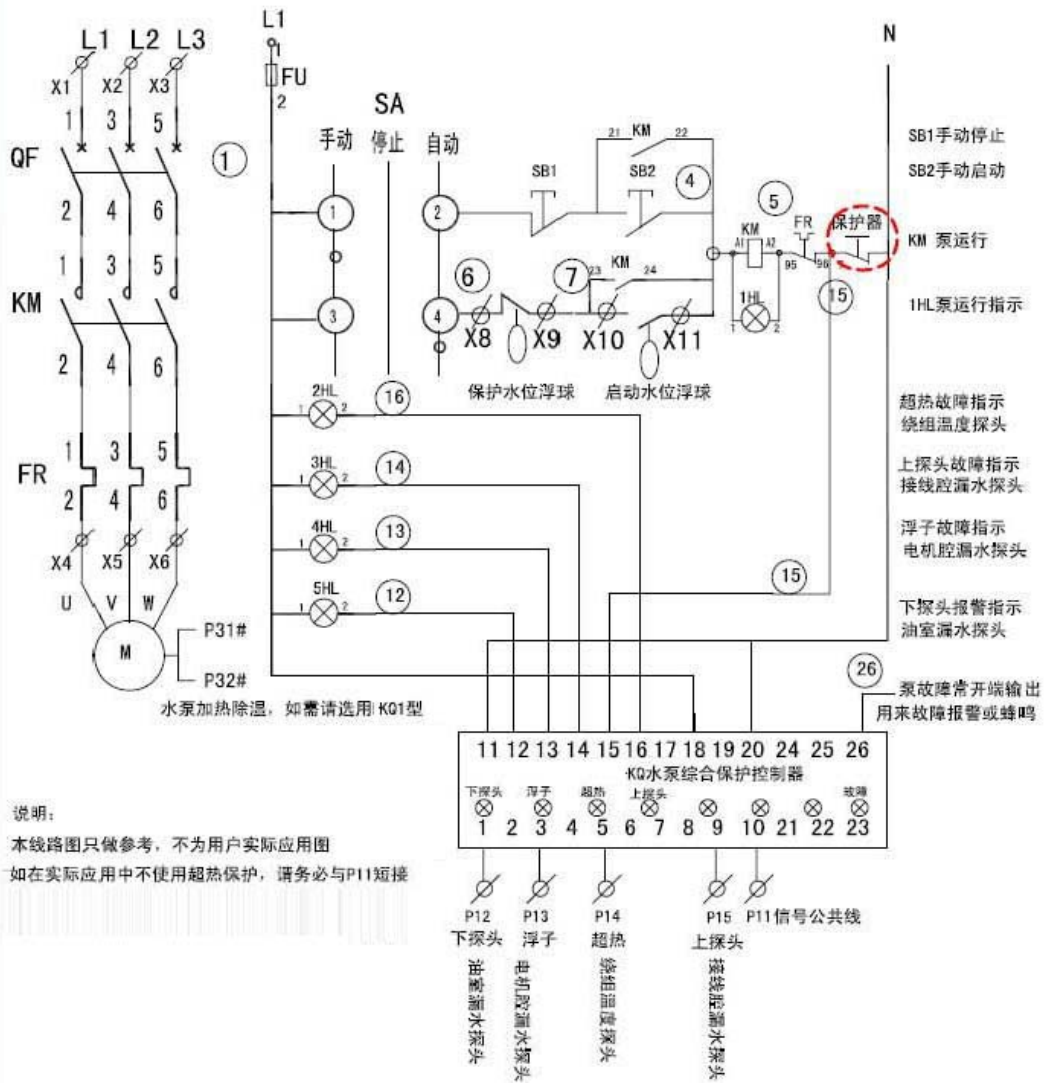 L1 L2 L3 L1 N
X1 X2 X3 1
FU
2
SA
手动 停止 自动
1 3 5
QF
1
2 4 6
SB1手动停止
SB2手动启动
KM 泵运行
1HL泵运行指示
21 KM 22
SB1 SB2 4
1 2
5
KM FR 保护器
A1 A2 95 96
15
1HL
1 2
1 3 5
KM
2 4 6
6 7 23 KM 24
3 4
X8 X9 X10 X11
保护水位浮球 启动水位浮球
2HL
1 2 16
超热故障指示
绕组温度探头
1 3 5
FR
2 4 6
3HL
1 2 14
上探头故障指示
接线腔漏水探头
4HL
1 2 13
浮子故障指示
电机腔漏水探头
X4 X5 X6
U V W
5HL
1 2 12
15
下探头报警指示
油室漏水探头
M
P31#
P32#
水泵加热除湿，如需请选用KQ1型
26
泵故障常开端输出
用来故障报警或蜂鸣
11 12 13 14 15 16 17 18 19 20 24 25 26
KQ水泵综合保护控制器
下探头 浮子 超热 上探头 故障
1 2 3 4 5 6 7 8 9 10 21 22 23
说明：
本线路图只做参考，不为用户实际应用图
如在实际应用中不使用超热保护，请务必与P11短接
P12 P13 P14 P15 P11信号公共线
下探头 浮子 超热 上探头
油室漏水探头
电机腔漏水探头
绕组温度探头
接线腔漏水探头